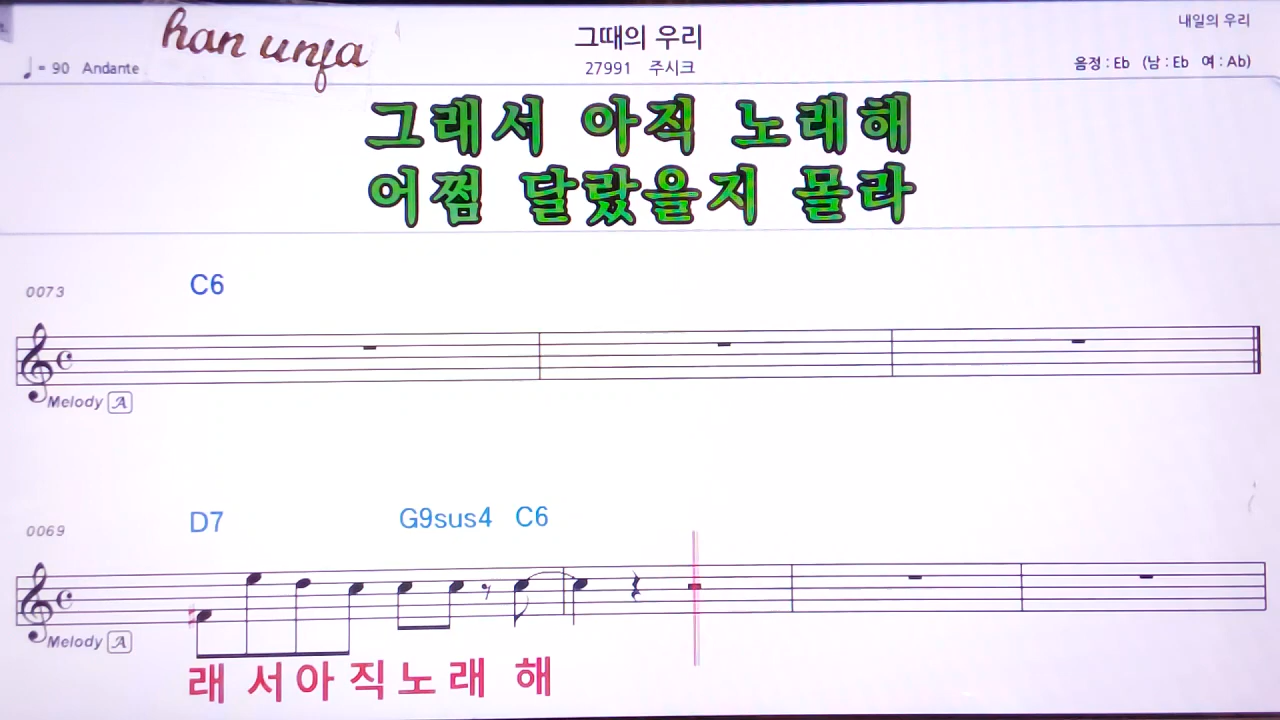 han unfa
그때의 우리
내일의 우리
♩= 90 Andante
27991 주시크
음정 : Eb (남 : Eb 여 : Ab)
그래서 아직 노래해
어쩜 달랐을지 몰라
0073
C6
Melody A
0069
D7 G9sus4 C6
Melody A
래 서 아 직 노 래 해